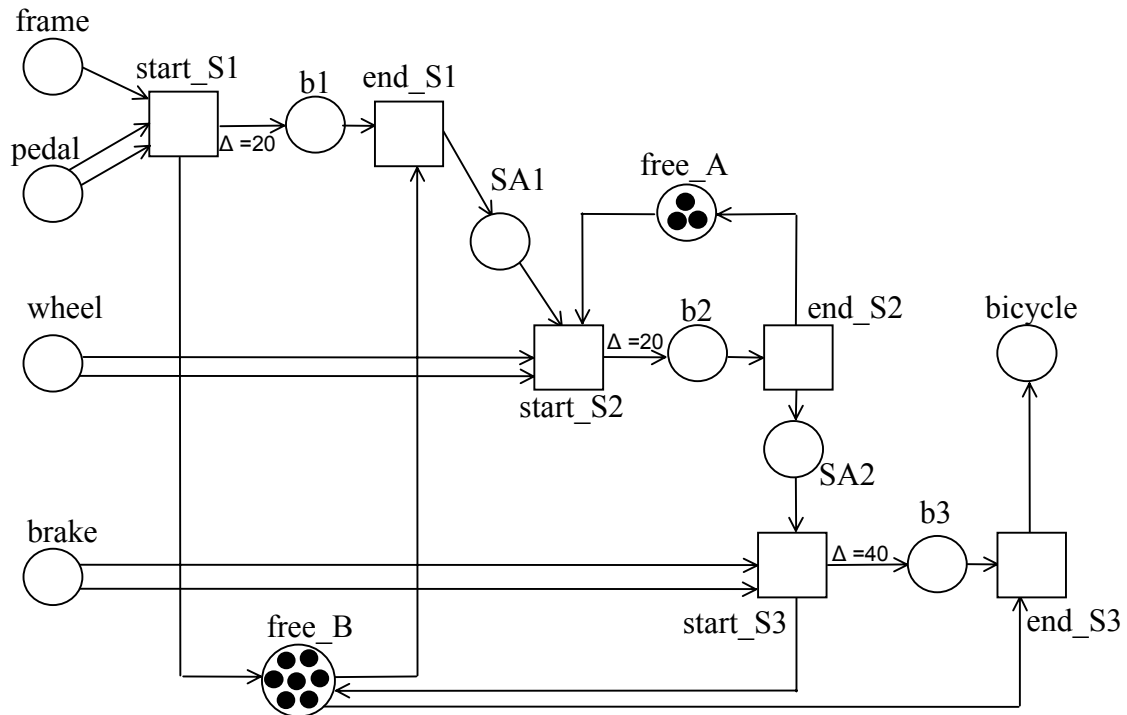 frame
start_S1
b1
end_S1
Δ =20
pedal
SA1
free_A
wheel
b2
end_S2
bicycle
Δ =20
start_S2
SA2
brake
b3
Δ =40
start_S3
end_S3
free_B